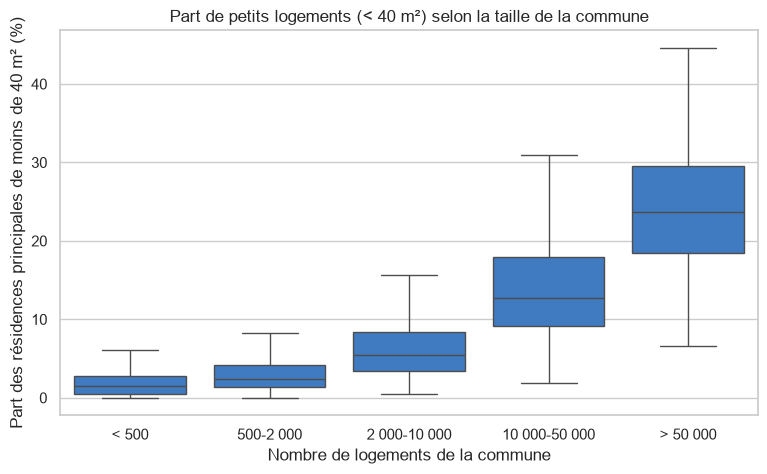 Part de petits logements (< 40 m²) selon la taille de la commune
Part des résidences principales de moins de 40 m² (%)
40
30
20
10
0
< 500
500-2 000
2 000-10 000
10 000-50 000
> 50 000
Nombre de logements de la commune